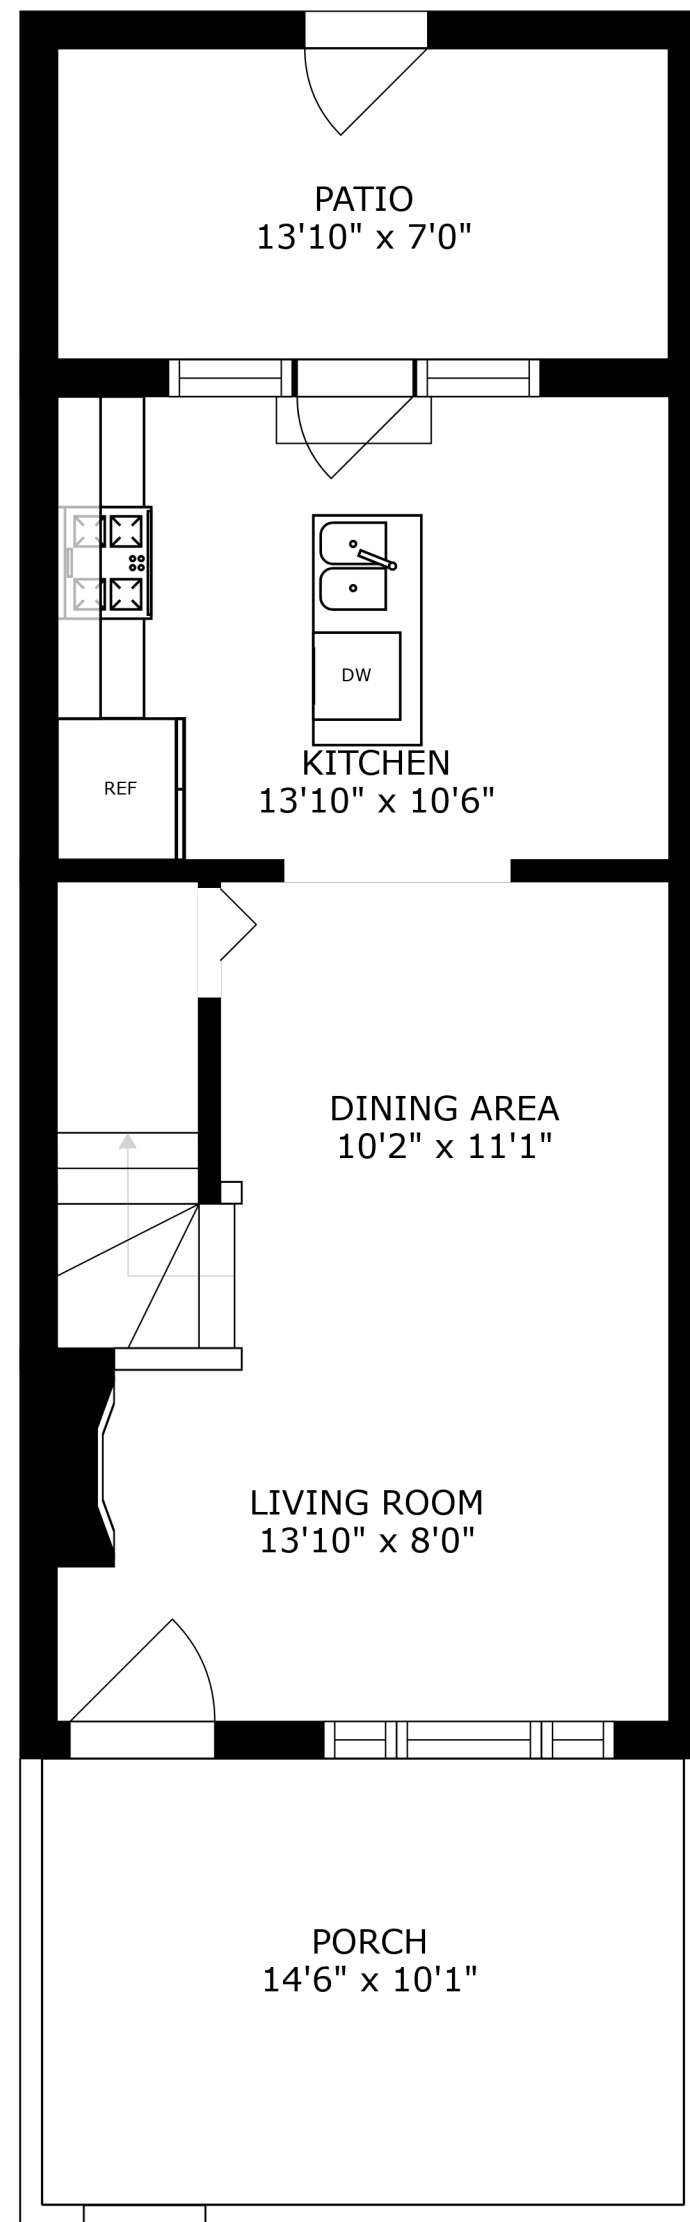 PATIO
13'10" x 7'0"
DW
KITCHEN
13'10" x 10'6"
REF
DINING AREA
10'2" x 11'1"
LIVING ROOM
13'10" x 8'0"
PORCH
14'6" x 10'1"